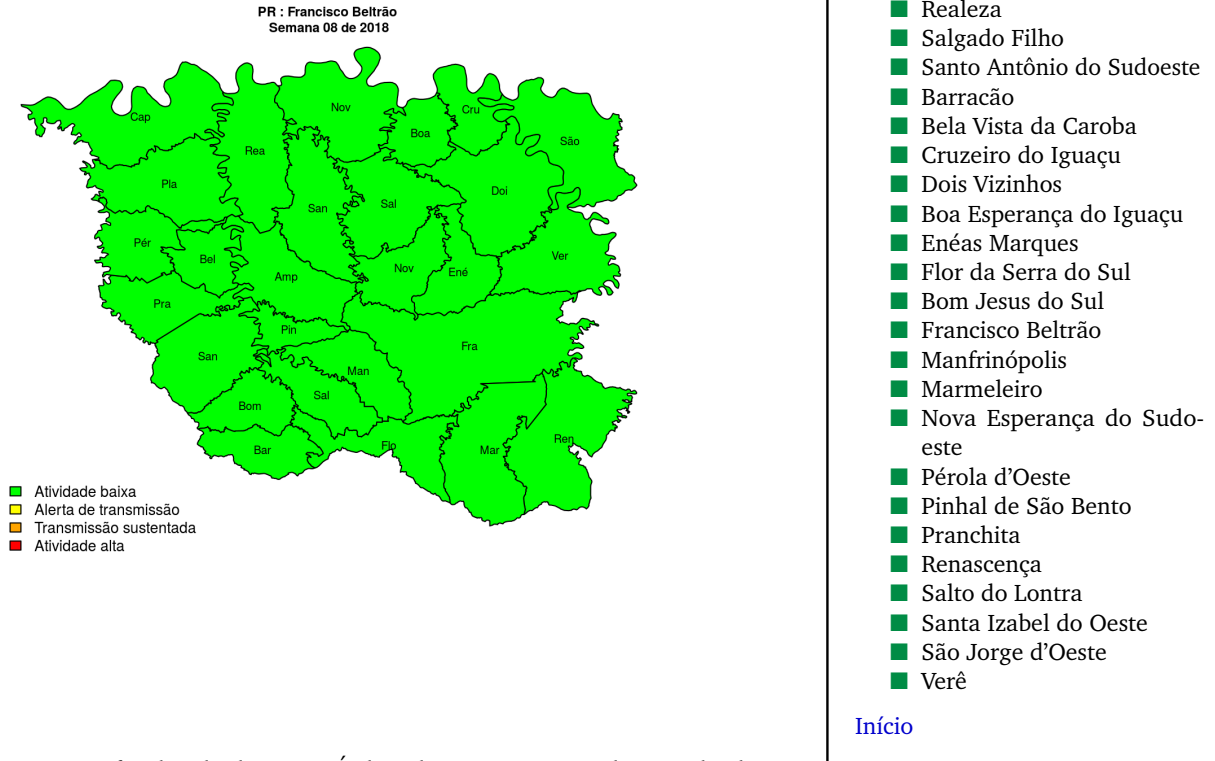 PR : Francisco Beltrão
Semana 08 de 2018
Cap
Nov
Cru
Boa
São
Rea
Pla
Doi
San
Sal
Pér
Bel
Nov
Ené
Ver
Amp
Pra
Pin
Fra
San
Man
Sal
Bom
Bar
Flo
Mar
Ren
Atividade baixa
Alerta de transmissão
Transmissão sustentada
Atividade alta
Realeza
Salgado Filho
Santo Antônio do Sudoeste
Barracão
Bela Vista da Caroba
Cruzeiro do Iguaçu
Dois Vizinhos
Boa Esperança do Iguaçu
Enéas Marques
Flor da Serra do Sul
Bom Jesus do Sul
Francisco Beltrão
Manfrinópolis
Marmeleiro
Nova Esperança do Sudo-
este
Pérola d'Oeste
Pinhal de São Bento
Pranchita
Renascença
Salto do Lontra
Santa Izabel do Oeste
São Jorge d'Oeste
Verê
Início